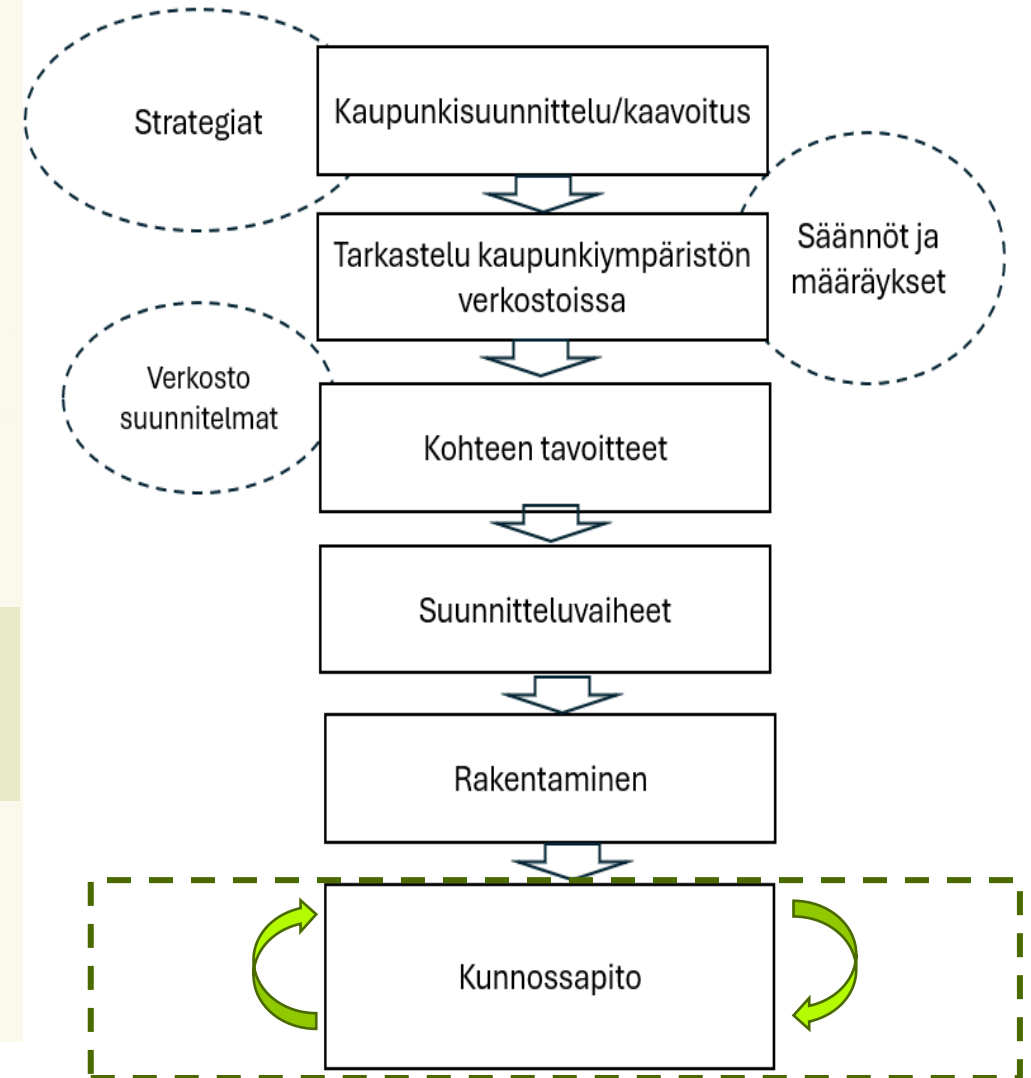 Strategiat
Kaupunkisuunnittelu/kaavoitus
Tarkastelu kaupunkiympäristön
verkostoissa
Säännöt ja
määräykset
Verkosto
suunnitelmat
Kohteen tavoitteet
Suunnitteluvaiheet
Rakentaminen
Kunnossapito